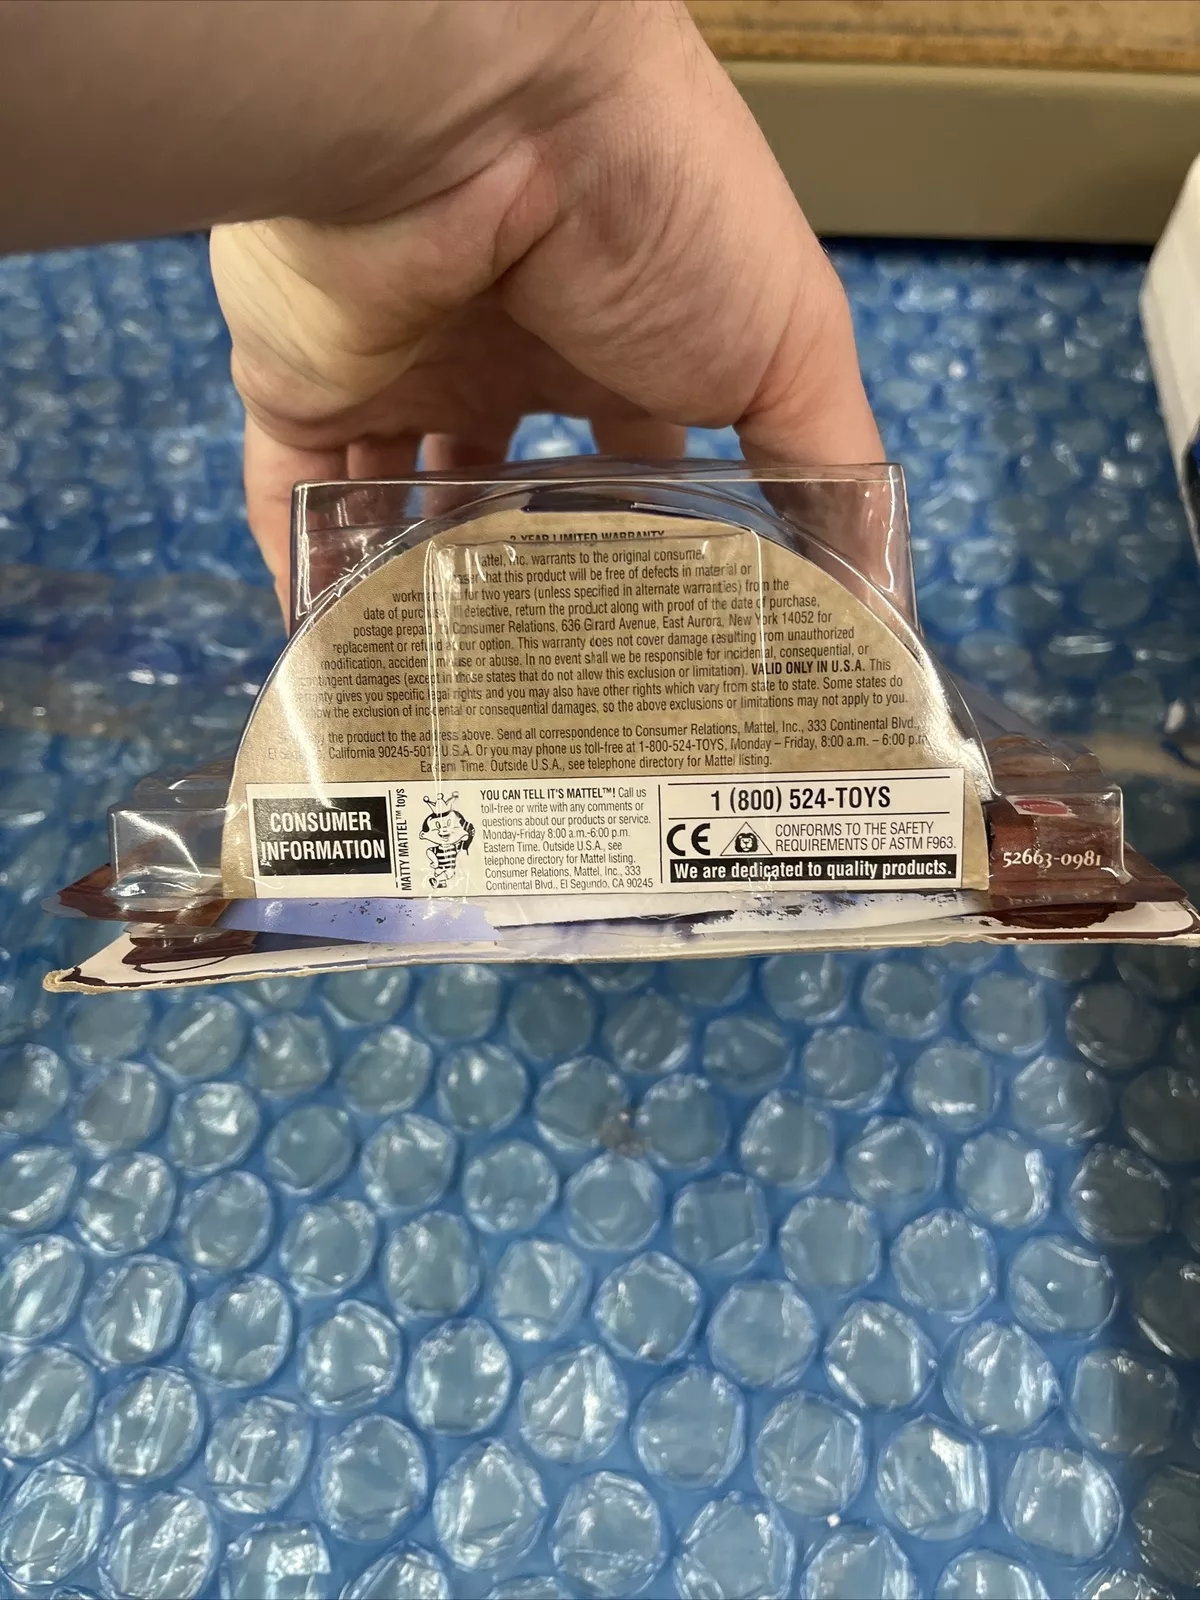 2 YEAR LIMITED WARRANTY
Mattel, Inc. warrants to the original consumer
that this product will be free of defects in material or
for two years (unless specified in alternate warranties) from the
date of purchase. If defective, return the product along with proof of the date of purchase,
postage prepaid, to Consumer Relations, 636 Girard Avenue, East Aurora, New York 14052 for
replacement or refund at our option. This warranty does not cover damage resulting from unauthorized
modification, accident, misuse or abuse. In no event shall we be responsible for incidental, consequential, or
contingent damages (except in those states that do not allow this exclusion or limitation). VALID ONLY IN U.S.A. This
warranty gives you specific legal rights and you may also have other rights which vary from state to state. Some states do
the exclusion of incidental or consequential damages, so the above exclusions or limitations may not apply to you.
the product to the address above. Send all correspondence to Consumer Relations, Mattel, Inc., 333 Continental Blvd.,
El Segundo, California 90245-5012 U.S.A. Or you may phone us toll-free at 1-800-524-TOYS, Monday – Friday, 8:00 a.m. – 6:00 p.m.
Eastern Time. Outside U.S.A., see telephone directory for Mattel listing.
CONSUMER
INFORMATION
MATTY MATTEL™ toys
YOU CAN TELL IT'S MATTEL™! Call us
toll-free or write with any comments or
questions about our products or service.
Monday-Friday 8:00 a.m.-6:00 p.m.
Eastern Time. Outside U.S.A., see
telephone directory for Mattel listing.
Consumer Relations, Mattel, Inc., 333
Continental Blvd., El Segundo, CA 90245
1 (800) 524-TOYS
CE
CONFORMS TO THE SAFETY
REQUIREMENTS OF ASTM F963.
We are dedicated to quality products.
52663-0981